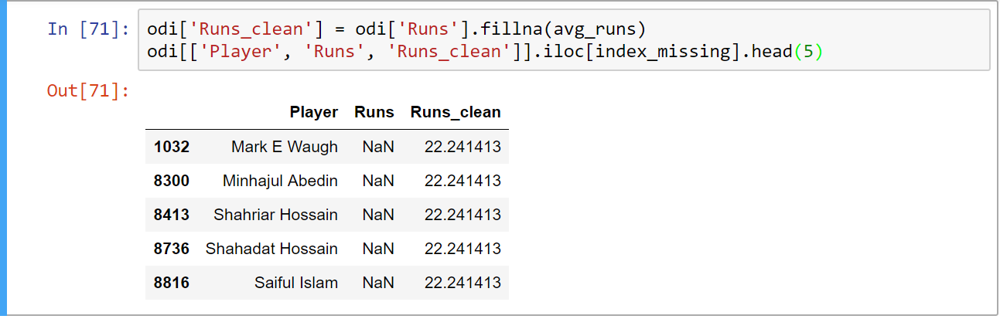 In [71]: odi['Runs_clean'] = odi['Runs'].fillna(avg_runs)
odi[['Player', 'Runs', 'Runs_clean']].iloc[index_missing].head(5)
Out[71]:
Player Runs Runs_clean
1032 Mark E Waugh NaN 22.241413
8300 Minhajul Abedin NaN 22.241413
8413 Shahriar Hossain NaN 22.241413
8736 Shahadat Hossain NaN 22.241413
8816 Saiful Islam NaN 22.241413